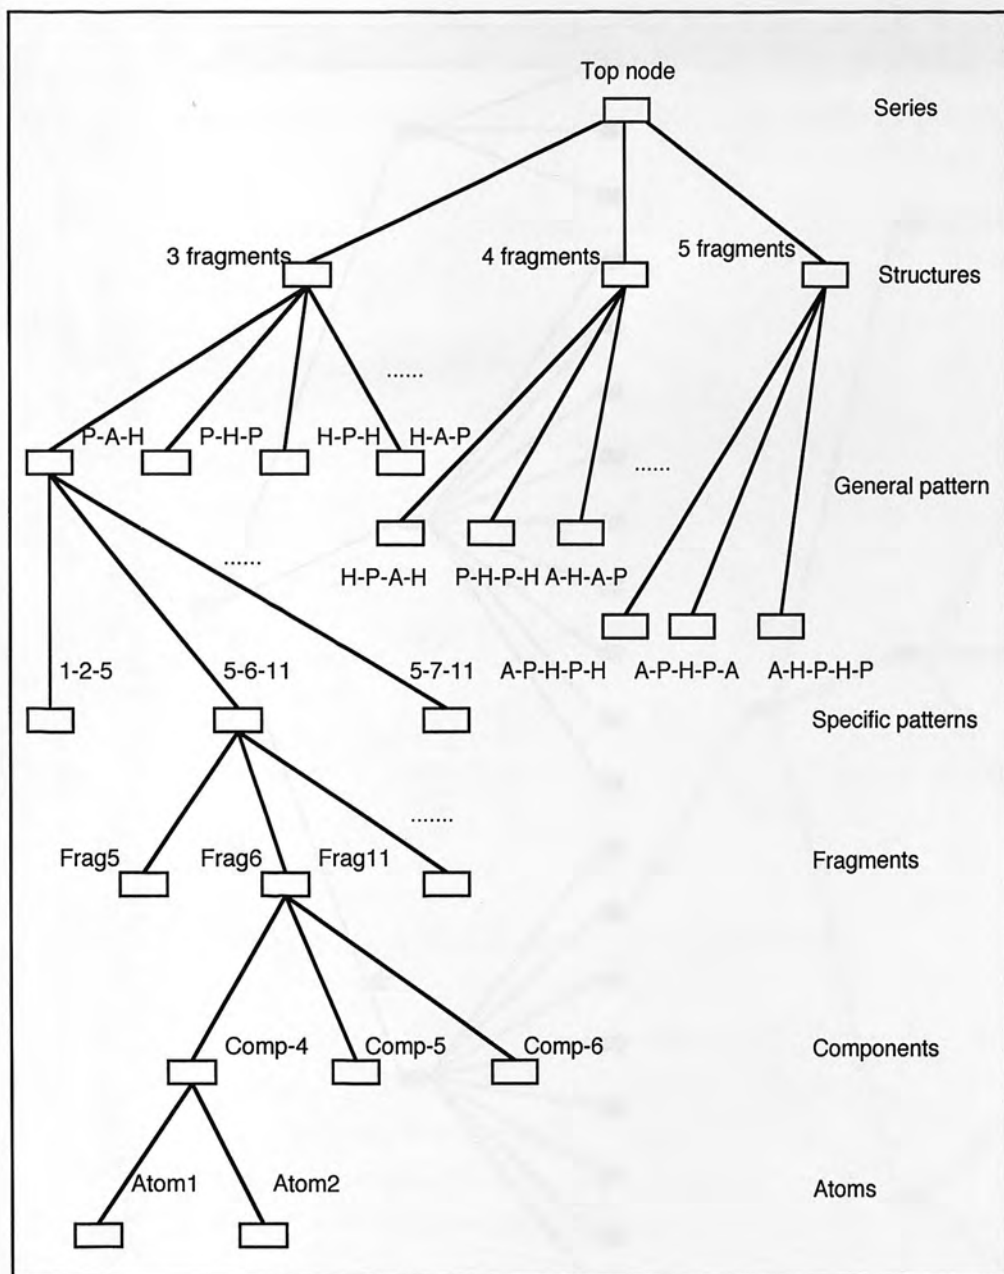 Top node
Series
3 fragments
4 fragments
5 fragments
Structures
......
P-A-H
P-H-P
H-P-H
H-A-P
......
General pattern
......
H-P-A-H
P-H-P-H
A-H-A-P
1-2-5
5-6-11
5-7-11
A-P-H-P-H
A-P-H-P-A
A-H-P-H-P
Specific patterns
.......
Frag5
Frag6
Frag11
Fragments
Comp-4
Comp-5
Comp-6
Components
Atom1
Atom2
Atoms